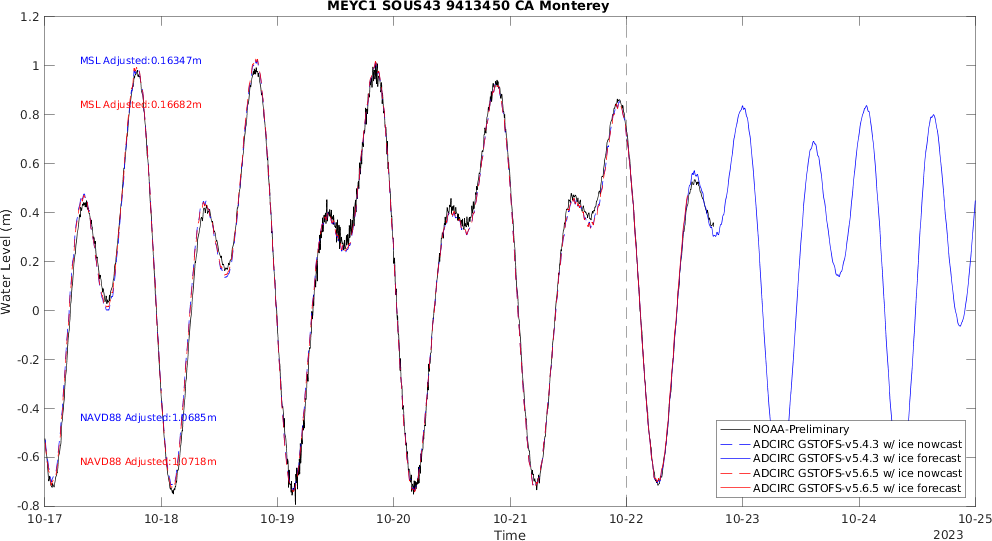 MEYC1 SOUS43 9413450 CA Monterey
1.2
1
0.8
0.6
0.4
0.2
0
-0.2
-0.4
-0.6
-0.8
Water Level (m)
MSL Adjusted:0.16347m
MSL Adjusted:0.16682m
NAVD88 Adjusted:1.0685m
NAVD88 Adjusted:1.0718m
NOAA-Preliminary
ADCIRC GSTOFS-v5.4.3 w/ ice nowcast
ADCIRC GSTOFS-v5.4.3 w/ ice forecast
ADCIRC GSTOFS-v5.6.5 w/ ice nowcast
ADCIRC GSTOFS-v5.6.5 w/ ice forecast
10-17 10-18 10-19 10-20 10-21 10-22 10-23 10-24 10-25
Time
2023